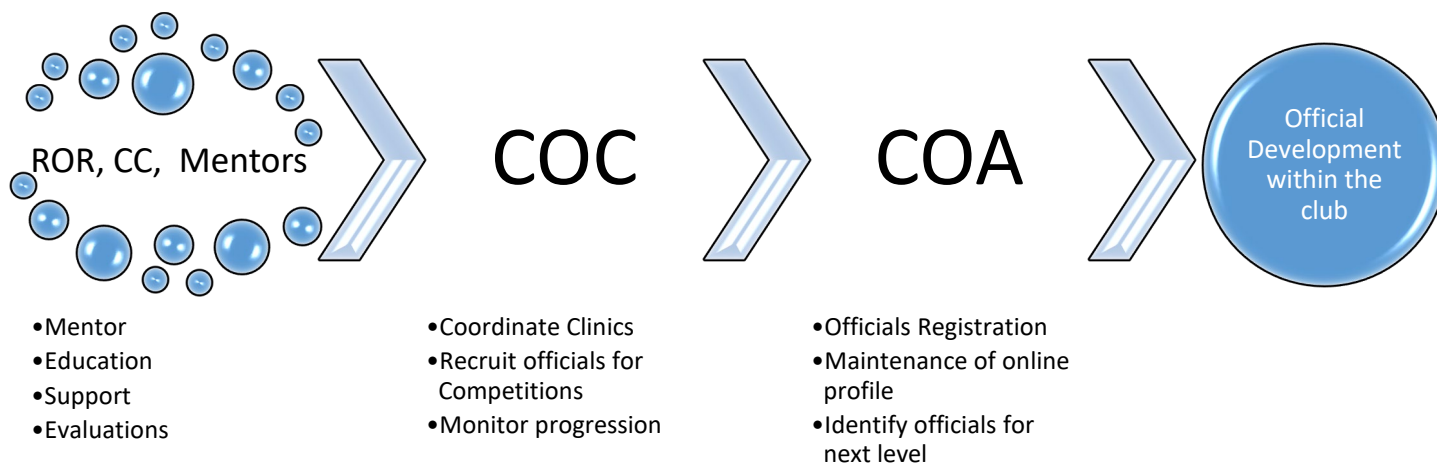 ROR, CC, Mentors
•Mentor
•Education
•Support
•Evaluations
COC
•Coordinate Clinics
•Recruit officials for
Competitions
•Monitor progression
COA
•Officials Registration
•Maintenance of online
profile
•Identify officials for
next level
Official
Development
within the
club